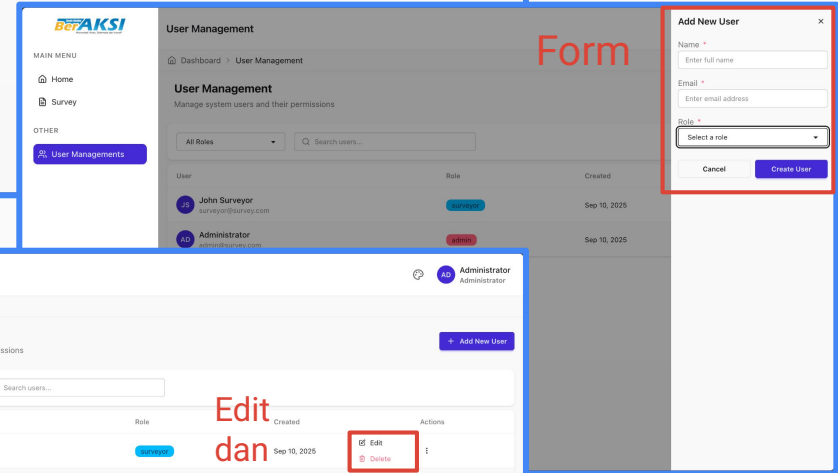 BerAKSI
User Management
Add New User
Form
MAIN MENU
Home
Survey
OTHER
User Managements
Dashboard > User Management
User Management
Manage system users and their permissions
All Roles
Search users...
User Role Created
JS John Surveyor surveyor Sep 10, 2025
surveyor@survey.com
AD Administrator admin Sep 10, 2025
admin@survey.com
Name *
Enter full name
Email *
Enter email address
Role *
Select a role
Cancel Create User
AD Administrator
Administrator
+ Add New User
ssions
Search users...
Edit
dan
Role Created Actions
surveyor Sep 10, 2025
Edit
Delete